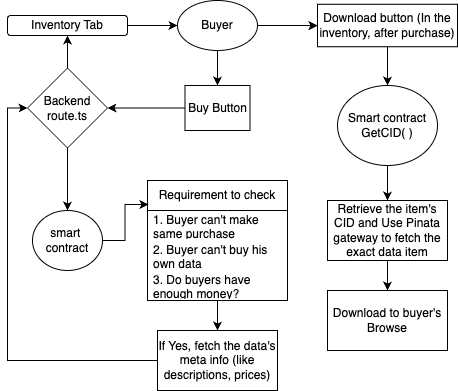 Inventory Tab
Buyer
Download button (In the
inventory, after purchase)
Backend
route.ts
Buy Button
Smart contract
GetCID( )
smart
contract
Requirement to check
1. Buyer can't make
same purchase
2. Buyer can't buy his
own data
3. Do buyers have
enough money?
Retrieve the item's
CID and Use Pinata
gateway to fetch the
exact data item
Download to buyer's
Browse
If Yes, fetch the data's
meta info (like
descriptions, prices)